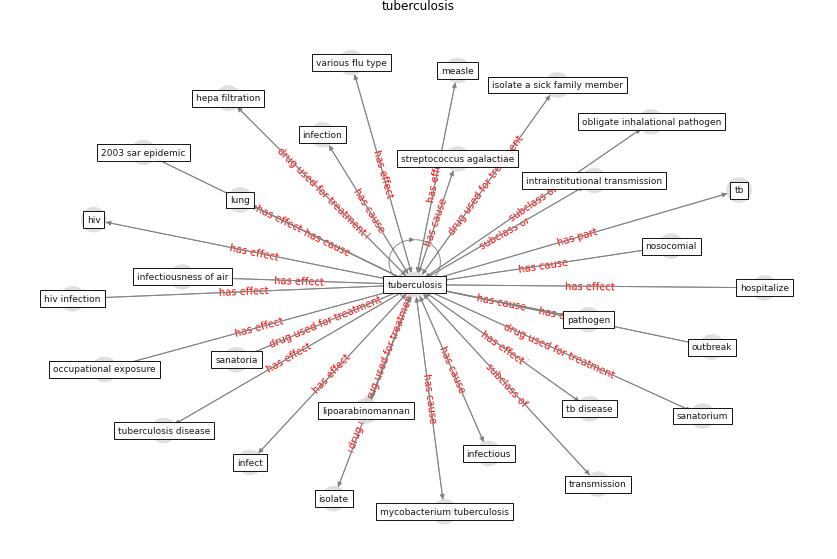 tuberculosis
various flu type
measle
isolate a sick family member
hepa filtration
obligate inhalational pathogen
infection
2003 sar epidemic
streptococcus agalactiae
drug used for treatment
has effect
has effect
drug used for treatment
intrainstitutional transmission
tb
lung
has cause
has cause
subclass of
hiv
has effect has cause
subclass of
has part
nosocomial
has effect
has cause
infectiousness of air
has effect
tuberculosis
has effect
hospitalize
hiv infection
has effect
has cause
pathogen
has effect
drug used for treatment
drug used for treatment
outbreak
occupational exposure
sanatoria
has effect
has effect
drug used for treatment
has effect
has cause
subclass of
has cause
lipoarabinomannan
tb disease
sanatorium
tuberculosis disease
infect
infectious
isolate
transmission
mycobacterium tuberculosis